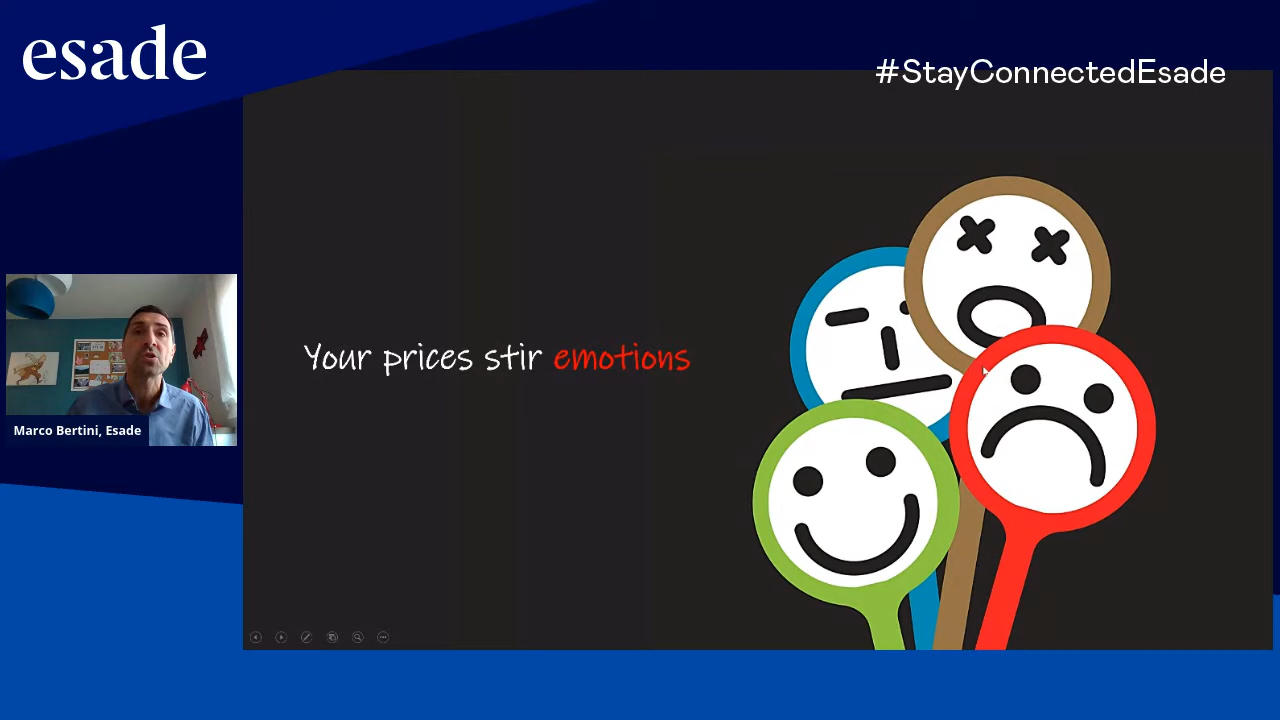 esade
#StayConnectedEsade
Your prices stir emotions
Marco Bertini, Esade